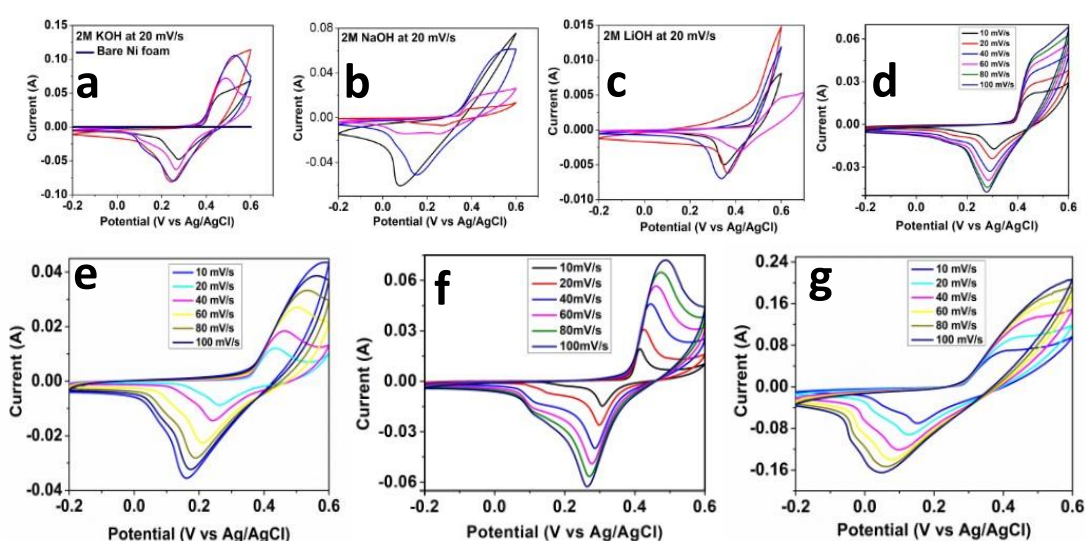 a
2M KOH at 20 mV/s
Bare Ni foam
Current (A)
0.15
0.10
0.05
0.00
-0.05
0.10
-0.2 0.0 0.2 0.4 0.6
Potential (V vs Ag/AgCl)
b
2M NaOH at 20 mV/s
Current (A)
0.08
0.04
0.00
-0.04
-0.2 0.0 0.2 0.4 0.6
Potential (V vs Ag/AgCl)
c
2M LiOH at 20 mV/s
Current (A)
0.015
0.010
0.005
0.000
-0.005
-0.010
-0.2 0.0 0.2 0.4 0.6
Potential (V vs Ag/AgCl)
d
10 mV/s
20 mV/s
40 mV/s
60 mV/s
80 mV/s
100 mV/s
Current (A)
0.06
0.03
0.00
-0.03
-0.2 0.0 0.2 0.4 0.6
Potential (V vs Ag/AgCl)
e
10 mV/s
20 mV/s
40 mV/s
60 mV/s
80 mV/s
100 mV/s
Current (A)
0.04
0.02
0.00
-0.02
-0.04
-0.2 0.0 0.2 0.4 0.6
Potential (V vs Ag/AgCl)
f
10mV/s
20mV/s
40mV/s
60mV/s
80mV/s
100mV/s
Current (A)
0.06
0.03
0.00
-0.03
-0.06
-0.2 0.0 0.2 0.4 0.6
Potential (V vs Ag/AgCl)
g
10 mV/s
20 mV/s
40 mV/s
60 mV/s
80 mV/s
100 mV/s
Current (A)
0.24
0.16
0.08
0.00
-0.08
-0.16
-0.2 0.0 0.2 0.4 0.6
Potential (V vs Ag/AgCl)